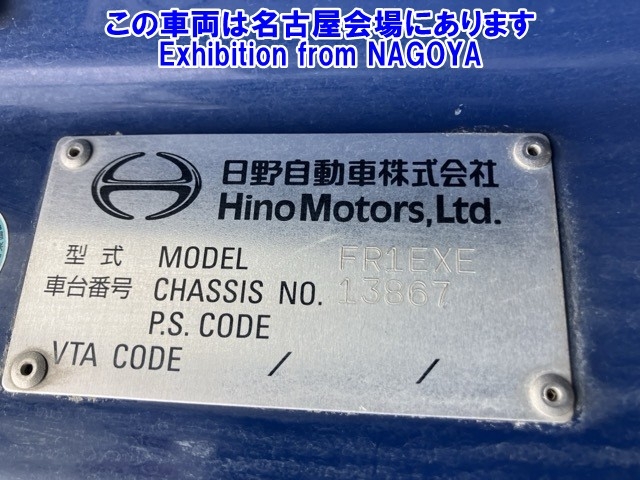 この車両は名古屋会場にあります
Exhibition from NAGOYA
日野自動車株式会社
Hino Motors, Ltd.
型式 MODEL FR1EXE
車台番号 CHASSIS NO. 13867
P.S. CODE
VTA CODE / /